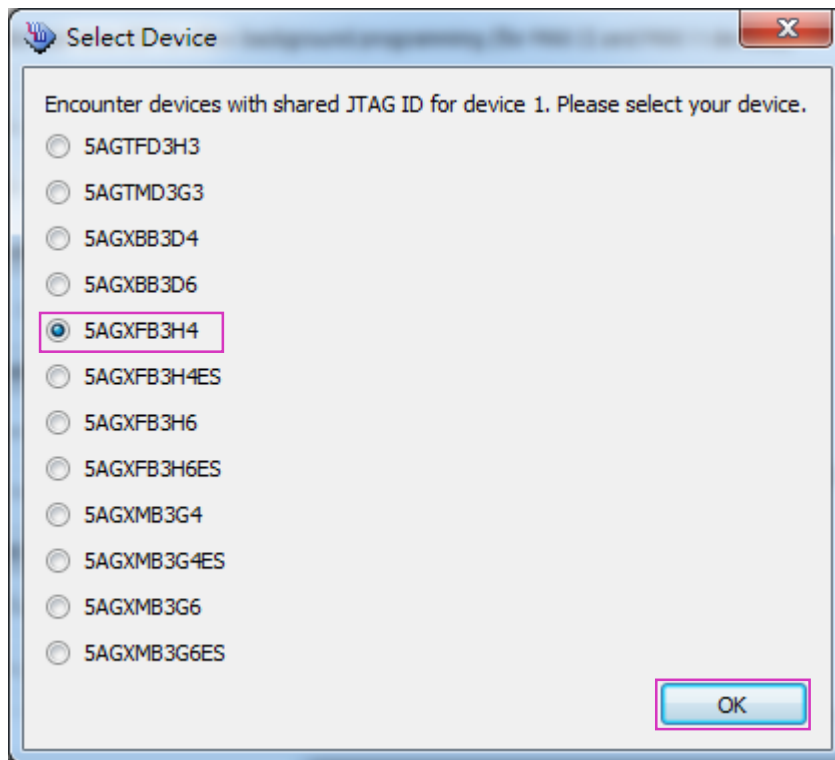 Select Device
Encounter devices with shared JTAG ID for device 1. Please select your device.
5AGTFD3H3
5AGTMD3G3
5AGXBB3D4
5AGXBB3D6
5AGXFB3H4
5AGXFB3H4ES
5AGXFB3H6
5AGXFB3H6ES
5AGXMB3G4
5AGXMB3G4ES
5AGXMB3G6
5AGXMB3G6ES
OK